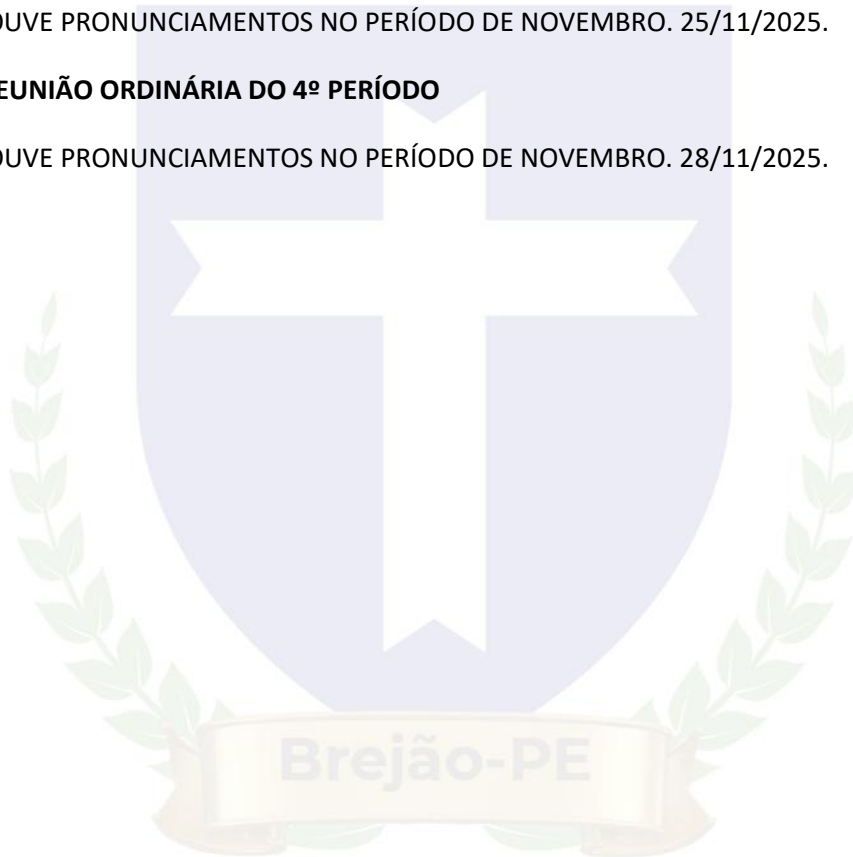 OUVE PRONUNCIAMENTOS NO PERÍODO DE NOVEMBRO. 25/11/2025.
EUNIÃO ORDINÁRIA DO 4º PERÍODO
OUVE PRONUNCIAMENTOS NO PERÍODO DE NOVEMBRO. 28/11/2025.
Brejão-PE